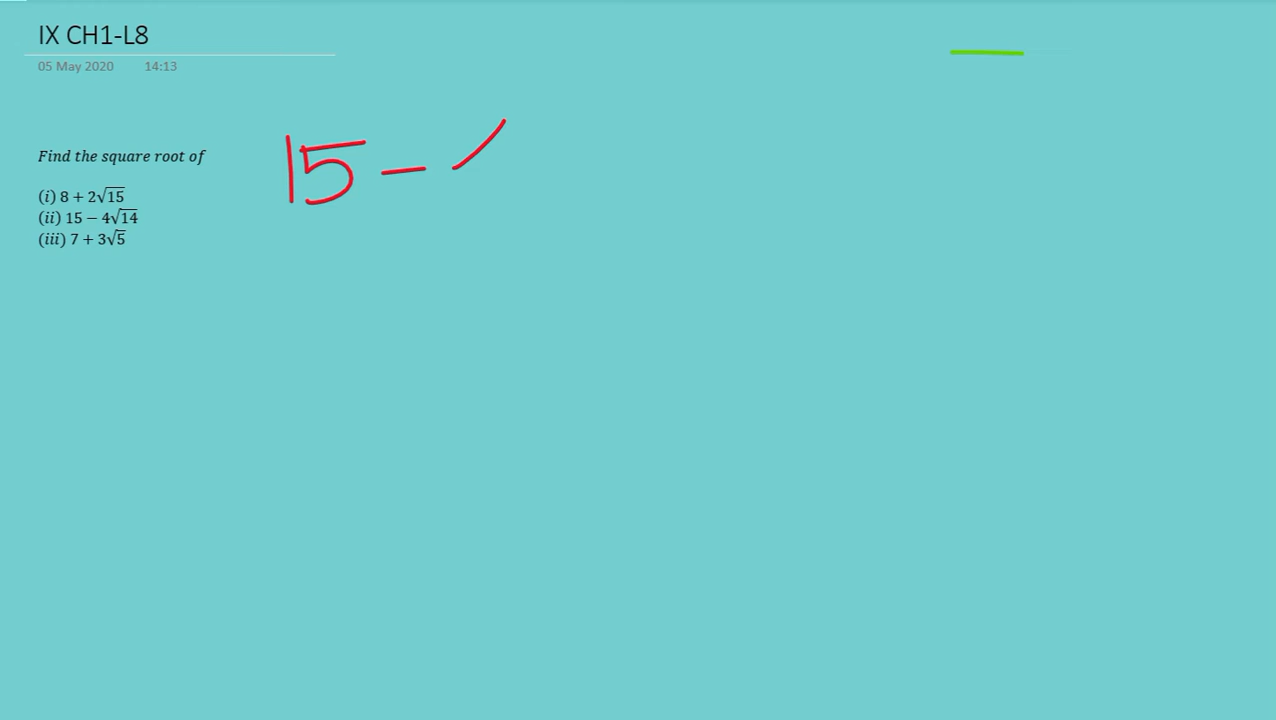 IX CH1-L8
05 May 2020 14:13
Find the square root of
15 –
(i) 8 + 2√15
(ii) 15 − 4√14
(iii) 7 + 3√5